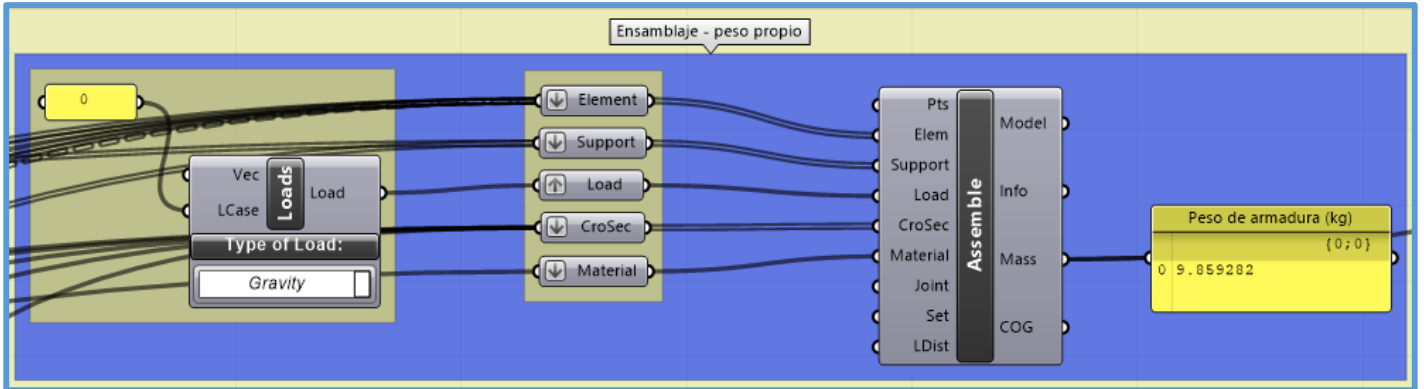 Ensamblaje - peso propio
0
Vec
LCase
Loads
Load
Type of Load:
Gravity
Element
Support
Load
CroSec
Material
Pts
Elem
Support
Load
CroSec
Material
Joint
Set
LDist
Assemble
Model
Info
Mass
COG
Peso de armadura (kg)
{0;0}
0 9.859282